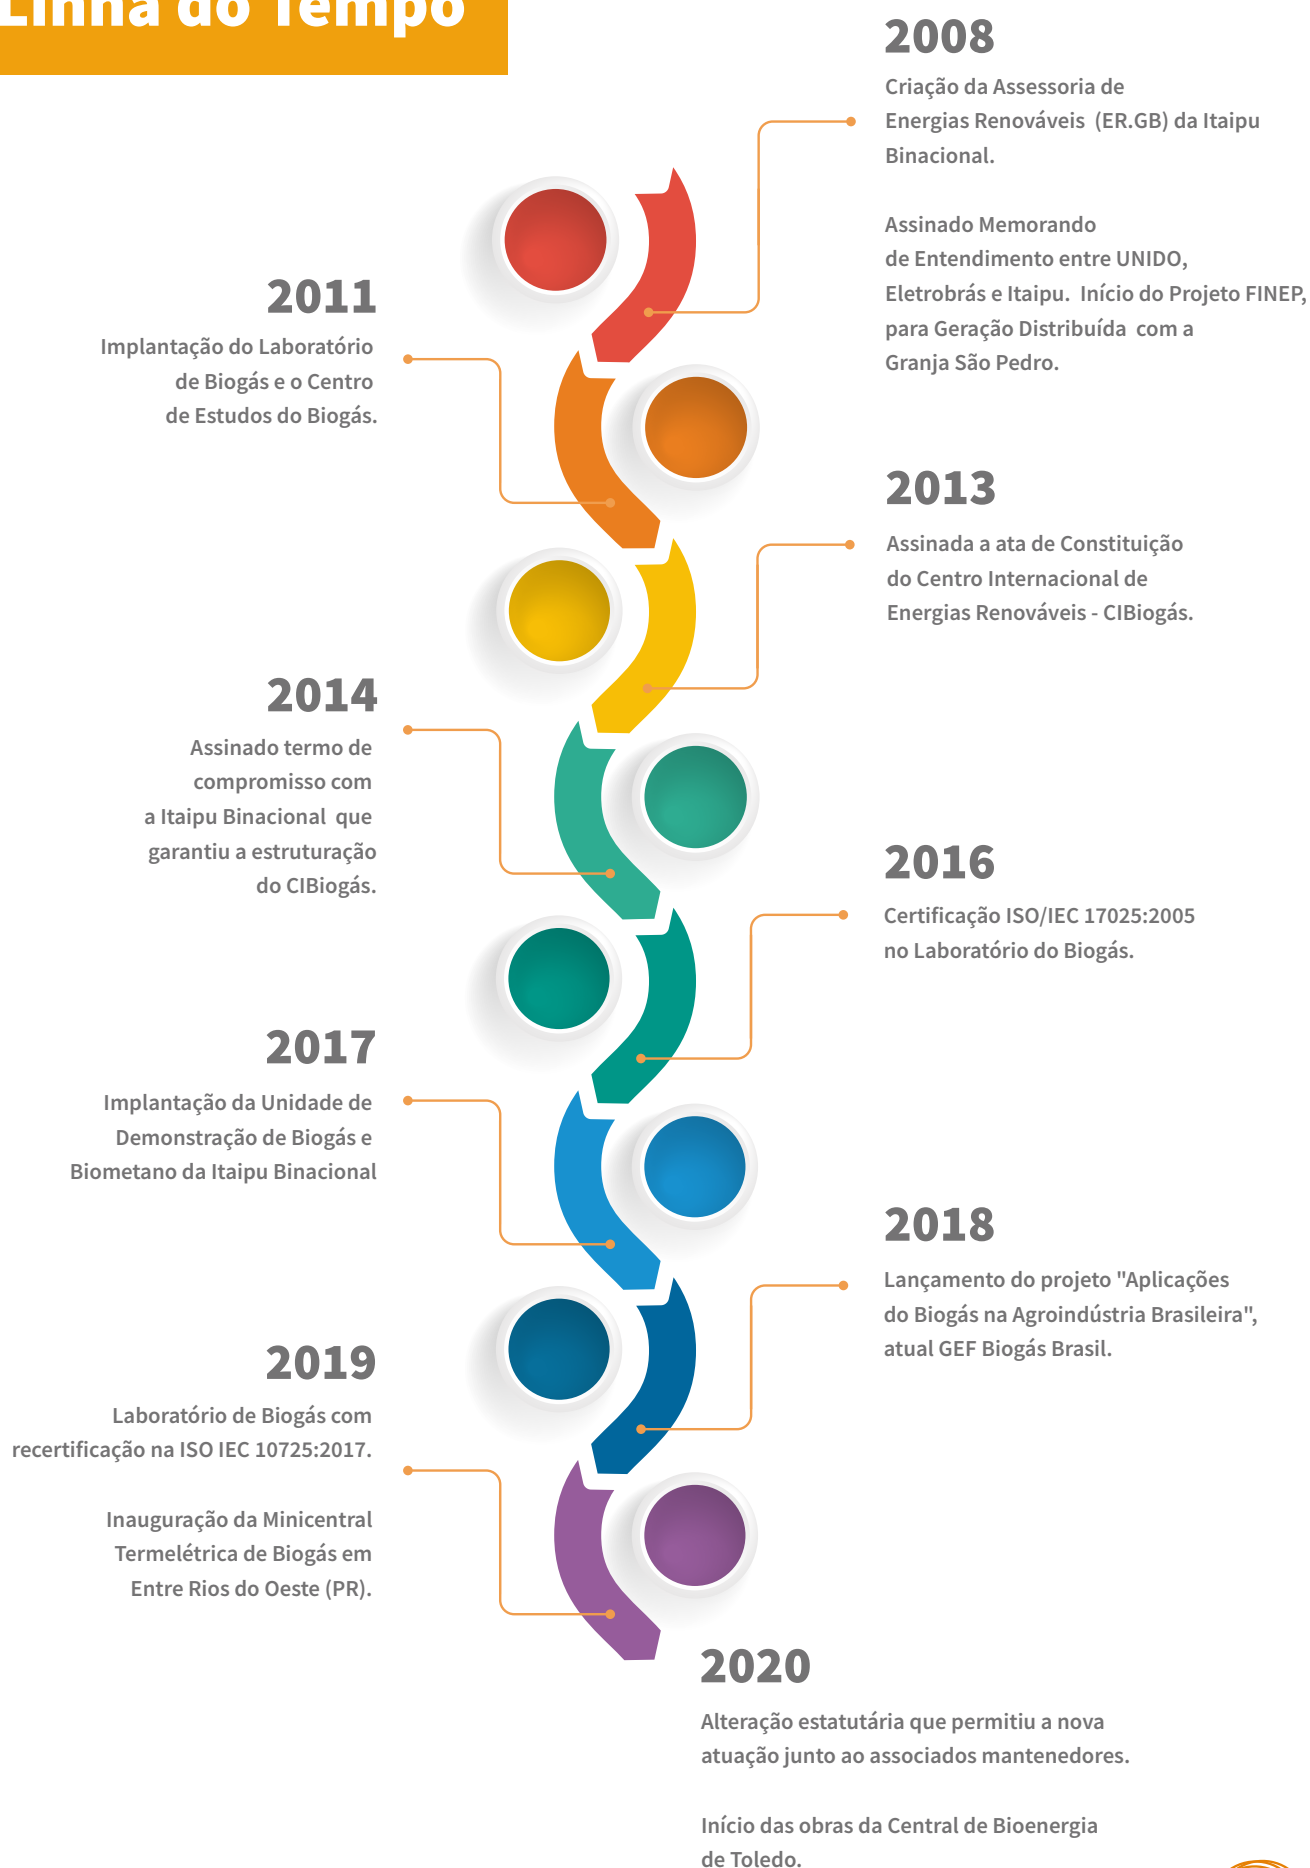 Linha do Tempo
2008
Criação da Assessoria de
Energias Renováveis (ER.GB) da Itaipu
Binacional.
Assinado Memorando
de Entendimento entre UNIDO,
Eletrobrás e Itaipu. Início do Projeto FINEP,
para Geração Distribuída com a
Granja São Pedro.
2011
Implantação do Laboratório
de Biogás e o Centro
de Estudos do Biogás.
2013
Assinada a ata de Constituição
do Centro Internacional de
Energias Renováveis - CIBiogás.
2014
Assinado termo de
compromisso com
a Itaipu Binacional que
garantiu a estruturação
do CIBiogás.
2016
Certificação ISO/IEC 17025:2005
no Laboratório do Biogás.
2017
Implantação da Unidade de
Demonstração de Biogás e
Biometano da Itaipu Binacional
2018
Lançamento do projeto "Aplicações
do Biogás na Agroindústria Brasileira",
atual GEF Biogás Brasil.
2019
Laboratório de Biogás com
recertificação na ISO IEC 10725:2017.
Inauguração da Minicentral
Termelétrica de Biogás em
Entre Rios do Oeste (PR).
2020
Alteração estatutária que permitiu a nova
atuação junto ao associados mantenedores.
Início das obras da Central de Bioenergia
de Toledo.